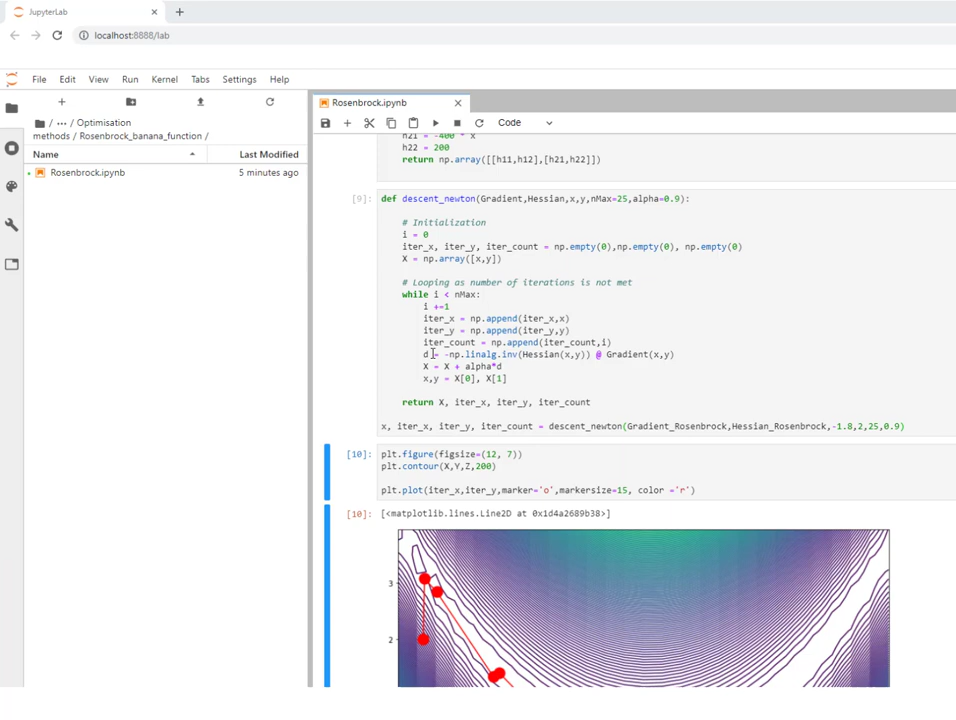 JupyterLab
localhost:8888/lab
File Edit View Run Kernel Tabs Settings Help
Rosenbrock.ipynb
/ ... / Optimisation
methods / Rosenbrock_banana_function /
Code
Name Last Modified
Rosenbrock.ipynb 5 minutes ago
h21 = -400 * x
h22 = 200
return np.array([[h11,h12],[h21,h22]])
[9]: def descent_newton(Gradient,Hessian,x,y,nMax=25,alpha=0.9):
# Initialization
i = 0
iter_x, iter_y, iter_count = np.empty(0),np.empty(0), np.empty(0)
X = np.array([x,y])
# Looping as number of iterations is not met
while i < nMax:
i +=1
iter_x = np.append(iter_x,x)
iter_y = np.append(iter_y,y)
iter_count = np.append(iter_count,i)
d = -np.linalg.inv(Hessian(x,y)) @ Gradient(x,y)
X = X + alpha*d
x,y = X[0], X[1]
return X, iter_x, iter_y, iter_count
x, iter_x, iter_y, iter_count = descent_newton(Gradient_Rosenbrock,Hessian_Rosenbrock,-1.8,2,25,0.9)
[10]: plt.figure(figsize=(12, 7))
plt.contour(X,Y,Z,200)
plt.plot(iter_x,iter_y,marker='o',markersize=15, color ='r')
[10]: [<matplotlib.lines.Line2D at 0x1d4a2689b38>]
3
2